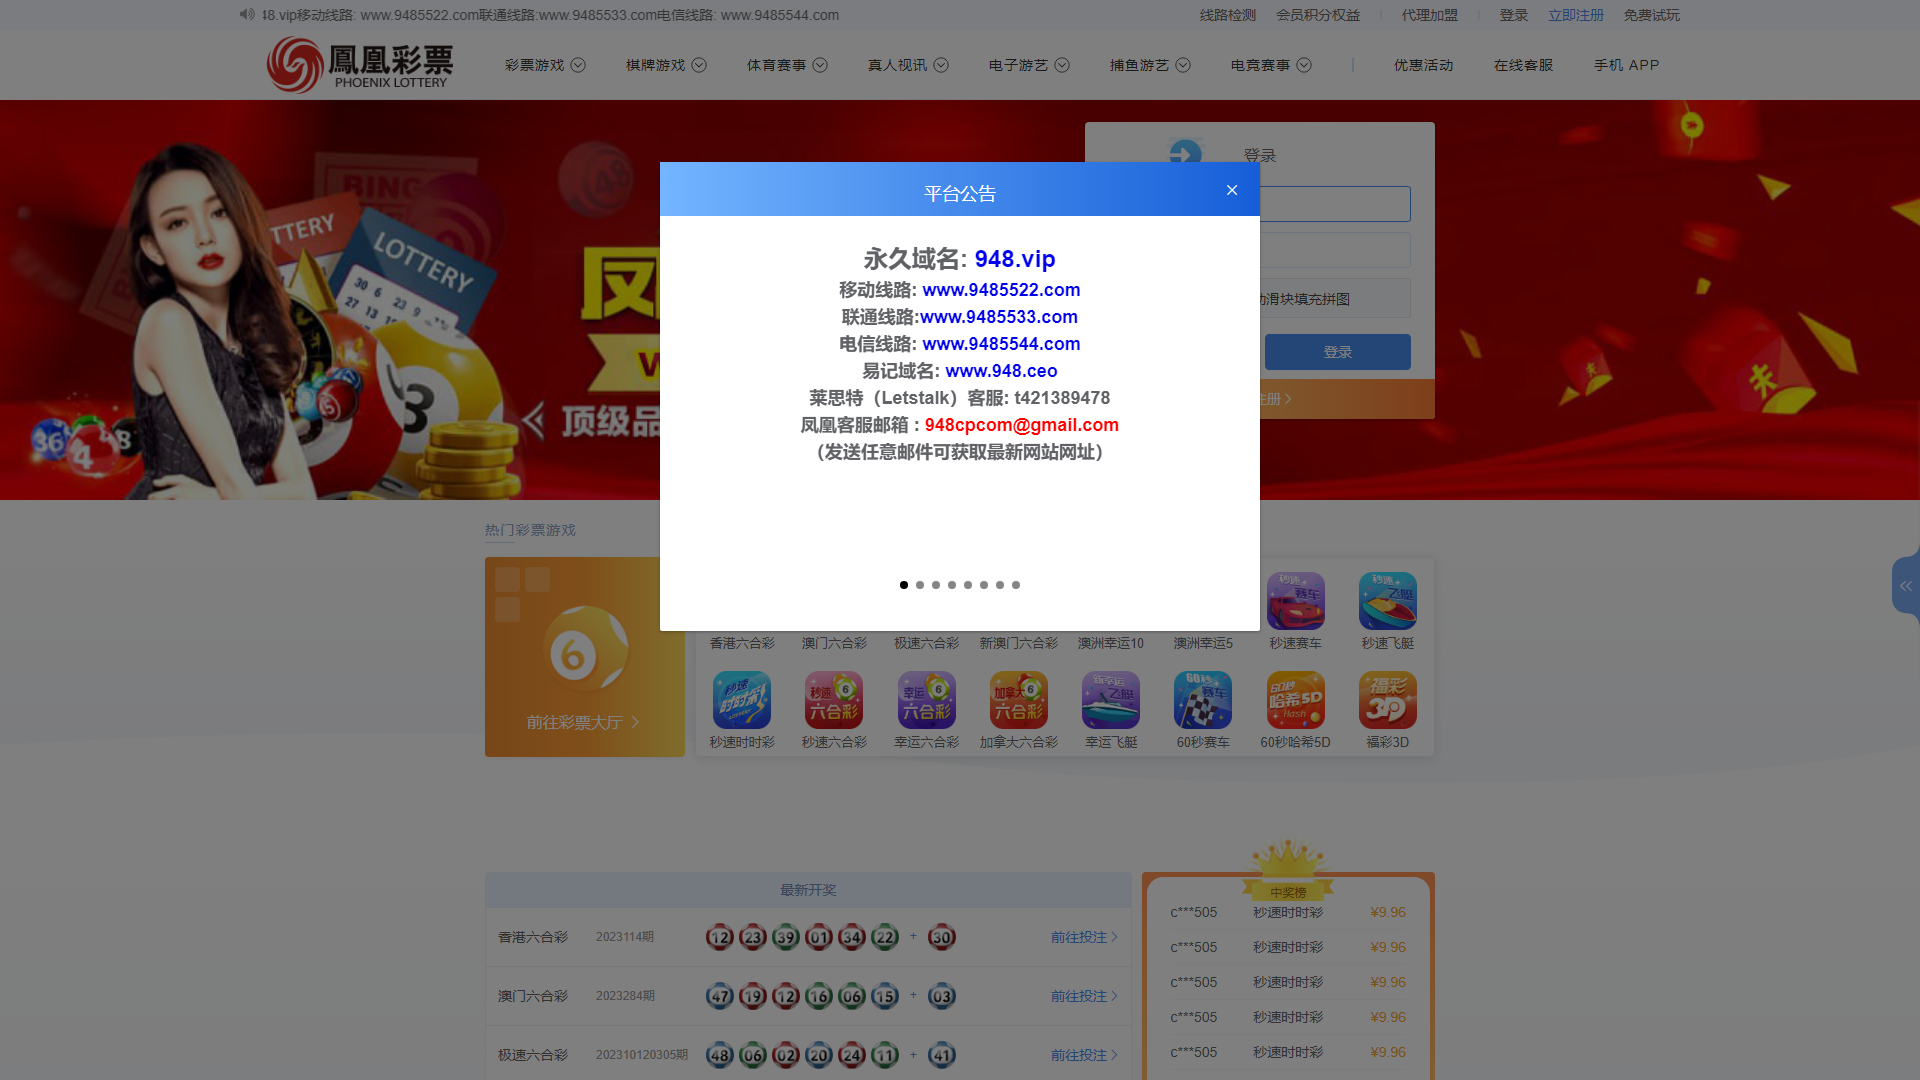 48.vip移动线路: www.9485522.com联通线路:www.9485533.com电信线路: www.9485544.com
线路检测 会员积分权益 代理加盟 登录 立即注册 免费试玩
鳳凰彩票
PHOENIX LOTTERY
彩票游戏 棋牌游戏 体育赛事 真人视讯 电子游艺 捕鱼游艺 电竞赛事 优惠活动 在线客服 手机 APP
登录
平台公告
永久域名: 948.vip
移动线路: www.9485522.com
联通线路:www.9485533.com
电信线路: www.9485544.com
易记域名: www.948.ceo
莱思特（Letstalk）客服: t421389478
凤凰客服邮箱 : 948cpcom@gmail.com
（发送任意邮件可获取最新网站网址）
动滑块填充拼图
登录
注册
BING
LOTTERY
反
W
顶级品
热门彩票游戏
前往彩票大厅
香港六合彩 澳门六合彩 极速六合彩 新澳门六合彩 澳洲幸运10 澳洲幸运5 秒速赛车 秒速飞艇
秒速时时彩 秒速六合彩 幸运六合彩 加拿大六合彩 幸运飞艇 60秒赛车 60秒哈希5D 福彩3D
最新开奖
中奖榜
香港六合彩 2023114期 12 23 39 01 34 22 + 30 前往投注
澳门六合彩 2023284期 47 19 12 16 06 15 + 03 前往投注
极速六合彩 202310120305期 48 06 02 20 24 11 + 41 前往投注
c***505 秒速时时彩 ¥9.96
c***505 秒速时时彩 ¥9.96
c***505 秒速时时彩 ¥9.96
c***505 秒速时时彩 ¥9.96
c***505 秒速时时彩 ¥9.96